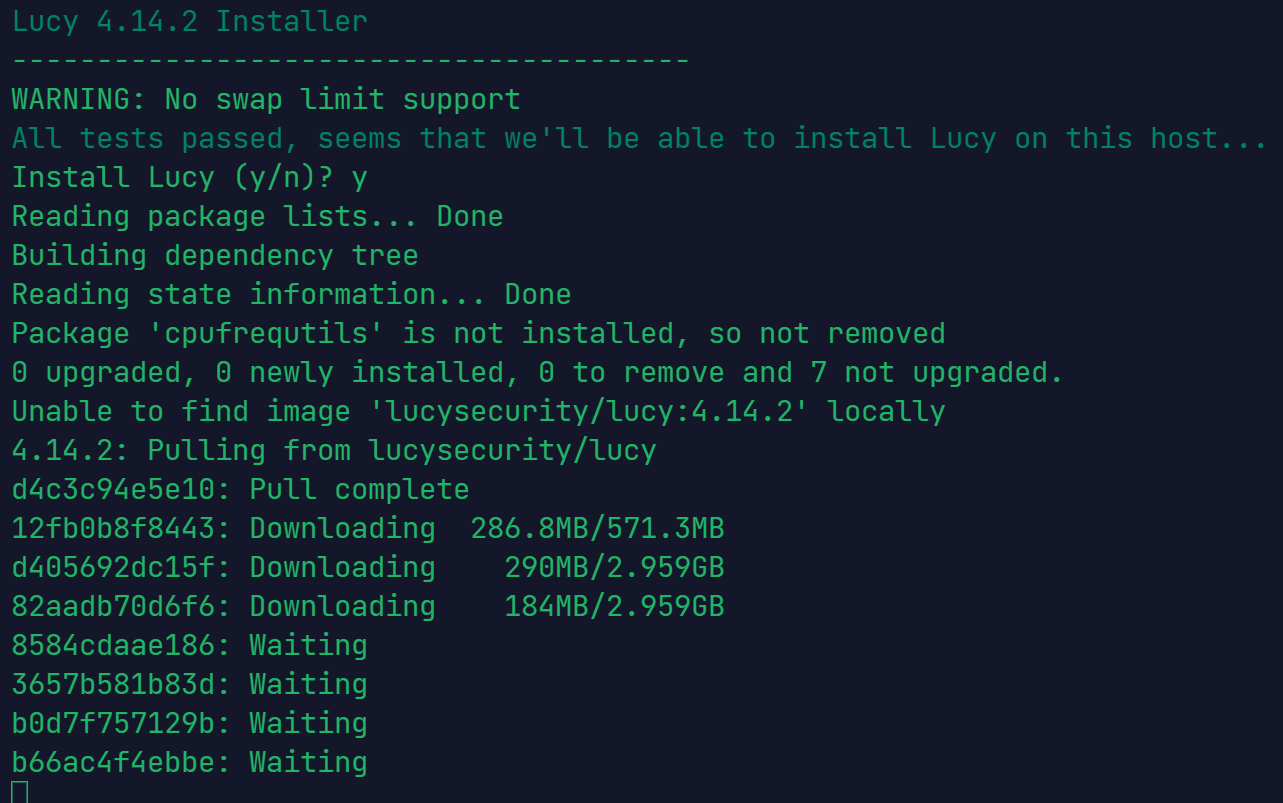 Lucy 4.14.2 Installer
----------------------------------------
WARNING: No swap limit support
All tests passed, seems that we'll be able to install Lucy on this host...
Install Lucy (y/n)? y
Reading package lists... Done
Building dependency tree
Reading state information... Done
Package 'cpufrequtils' is not installed, so not removed
0 upgraded, 0 newly installed, 0 to remove and 7 not upgraded.
Unable to find image 'lucysecurity/lucy:4.14.2' locally
4.14.2: Pulling from lucysecurity/lucy
d4c3c94e5e10: Pull complete
12fb0b8f8443: Downloading  286.8MB/571.3MB
d405692dc15f: Downloading    290MB/2.959GB
82aadb70d6f6: Downloading    184MB/2.959GB
8584cdaae186: Waiting
3657b581b83d: Waiting
b0d7f757129b: Waiting
b66ac4f4ebbe: Waiting